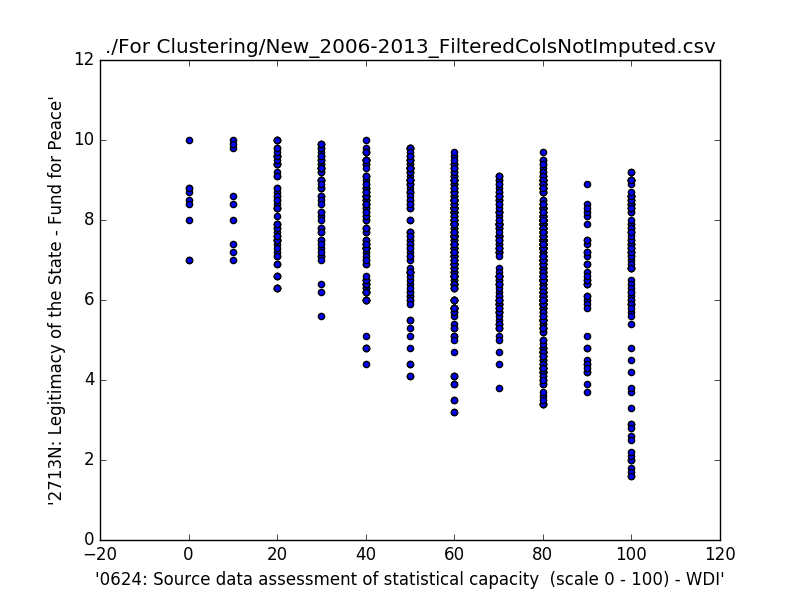 ./For Clustering/New_2006-2013_FilteredColsNotImputed.csv
12
10
8
6
4
2
0
'2713N: Legitimacy of the State - Fund for Peace'
−20 0 20 40 60 80 100 120
'0624: Source data assessment of statistical capacity  (scale 0 - 100) - WDI'